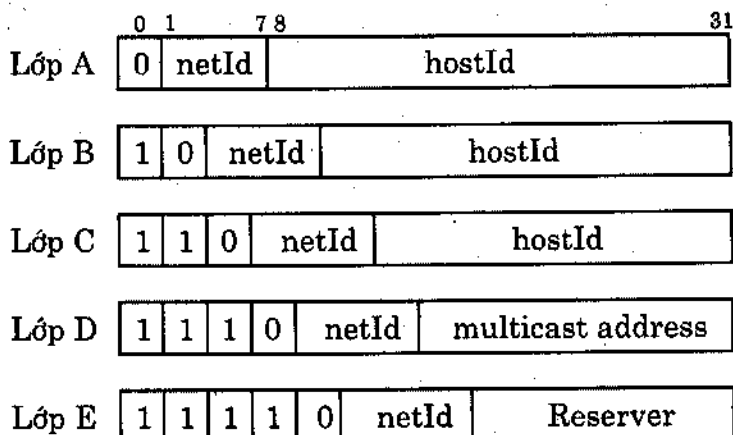 0 1 7 8 31
Lớp A 0 netId hostId
Lớp B 1 0 netId hostId
Lớp C 1 1 0 netId hostId
Lớp D 1 1 1 0 netId multicast address
Lớp E 1 1 1 1 0 netId Reserver